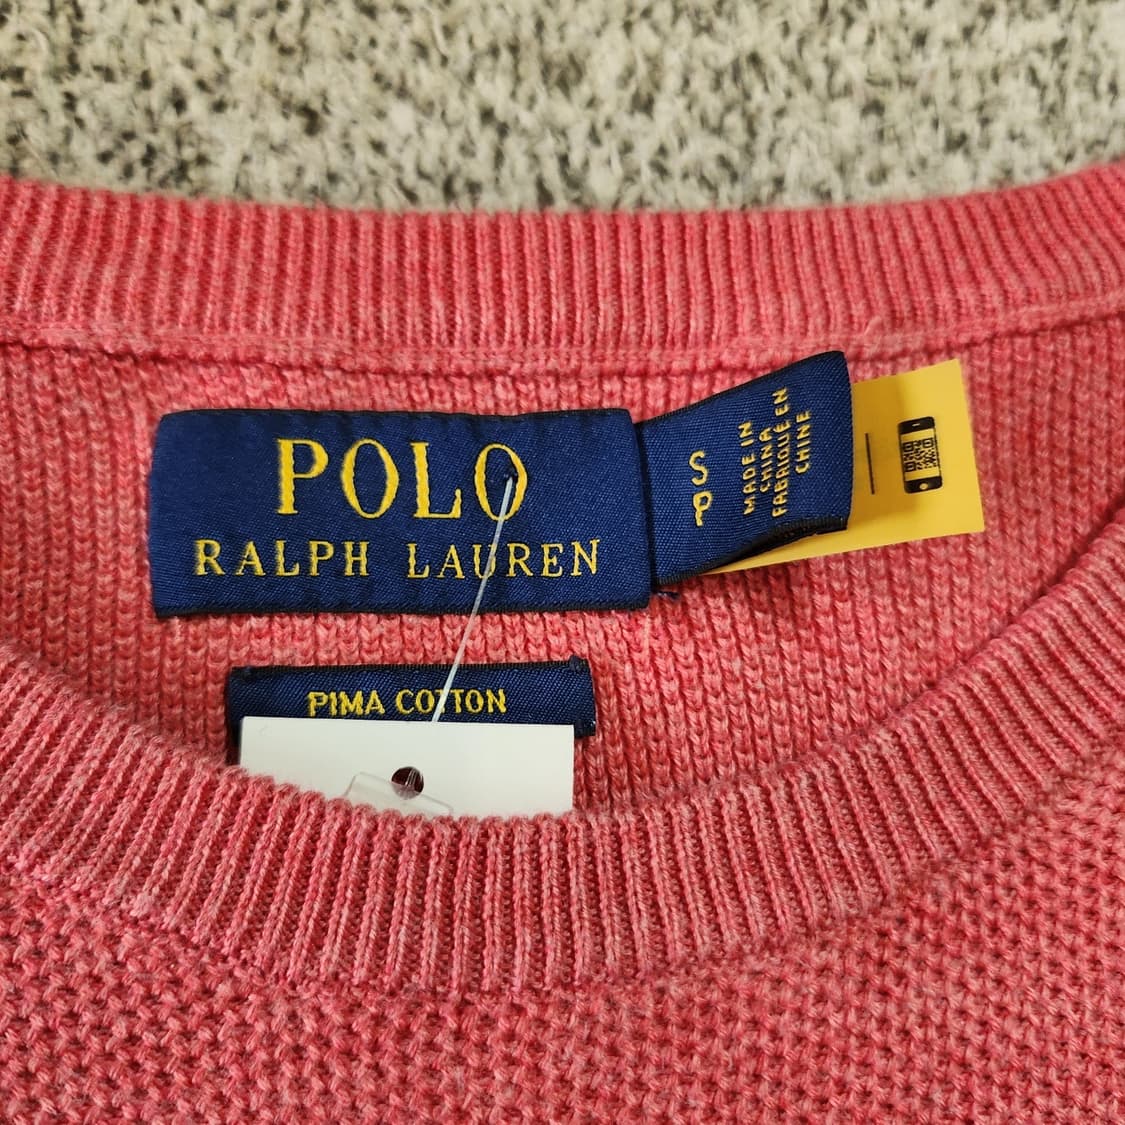 POLO
RALPH LAUREN
S
P
MADE IN
CHINA
FABRIQUÉ EN
CHINE
PIMA COTTON